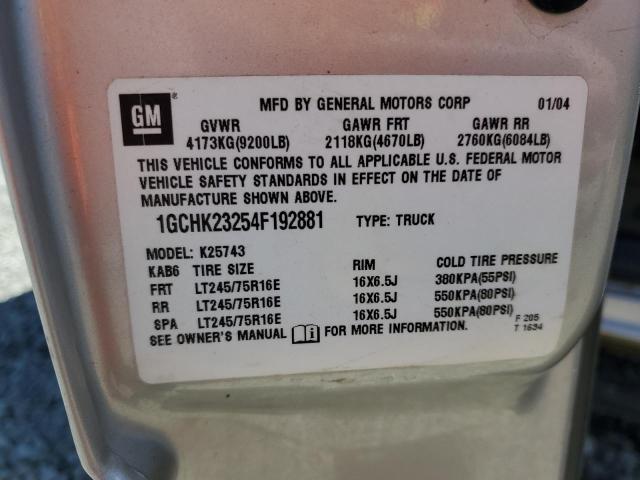 GM®
MFD BY GENERAL MOTORS CORP 01/04
GVWR GAWR FRT GAWR RR
4173KG(9200LB) 2118KG(4670LB) 2760KG(6084LB)
THIS VEHICLE CONFORMS TO ALL APPLICABLE U.S. FEDERAL MOTOR
VEHICLE SAFETY STANDARDS IN EFFECT ON THE DATE OF
MANUFACTURE SHOWN ABOVE.
1GCHK23254F192881 TYPE: TRUCK
MODEL: K25743
KAB6 TIRE SIZE RIM COLD TIRE PRESSURE
FRT LT245/75R16E 16X6.5J 380KPA(55PSI)
RR LT245/75R16E 16X6.5J 550KPA(80PSI)
SPA LT245/75R16E 16X6.5J 550KPA(80PSI)
SEE OWNER'S MANUAL FOR MORE INFORMATION.
F 205
T 1634